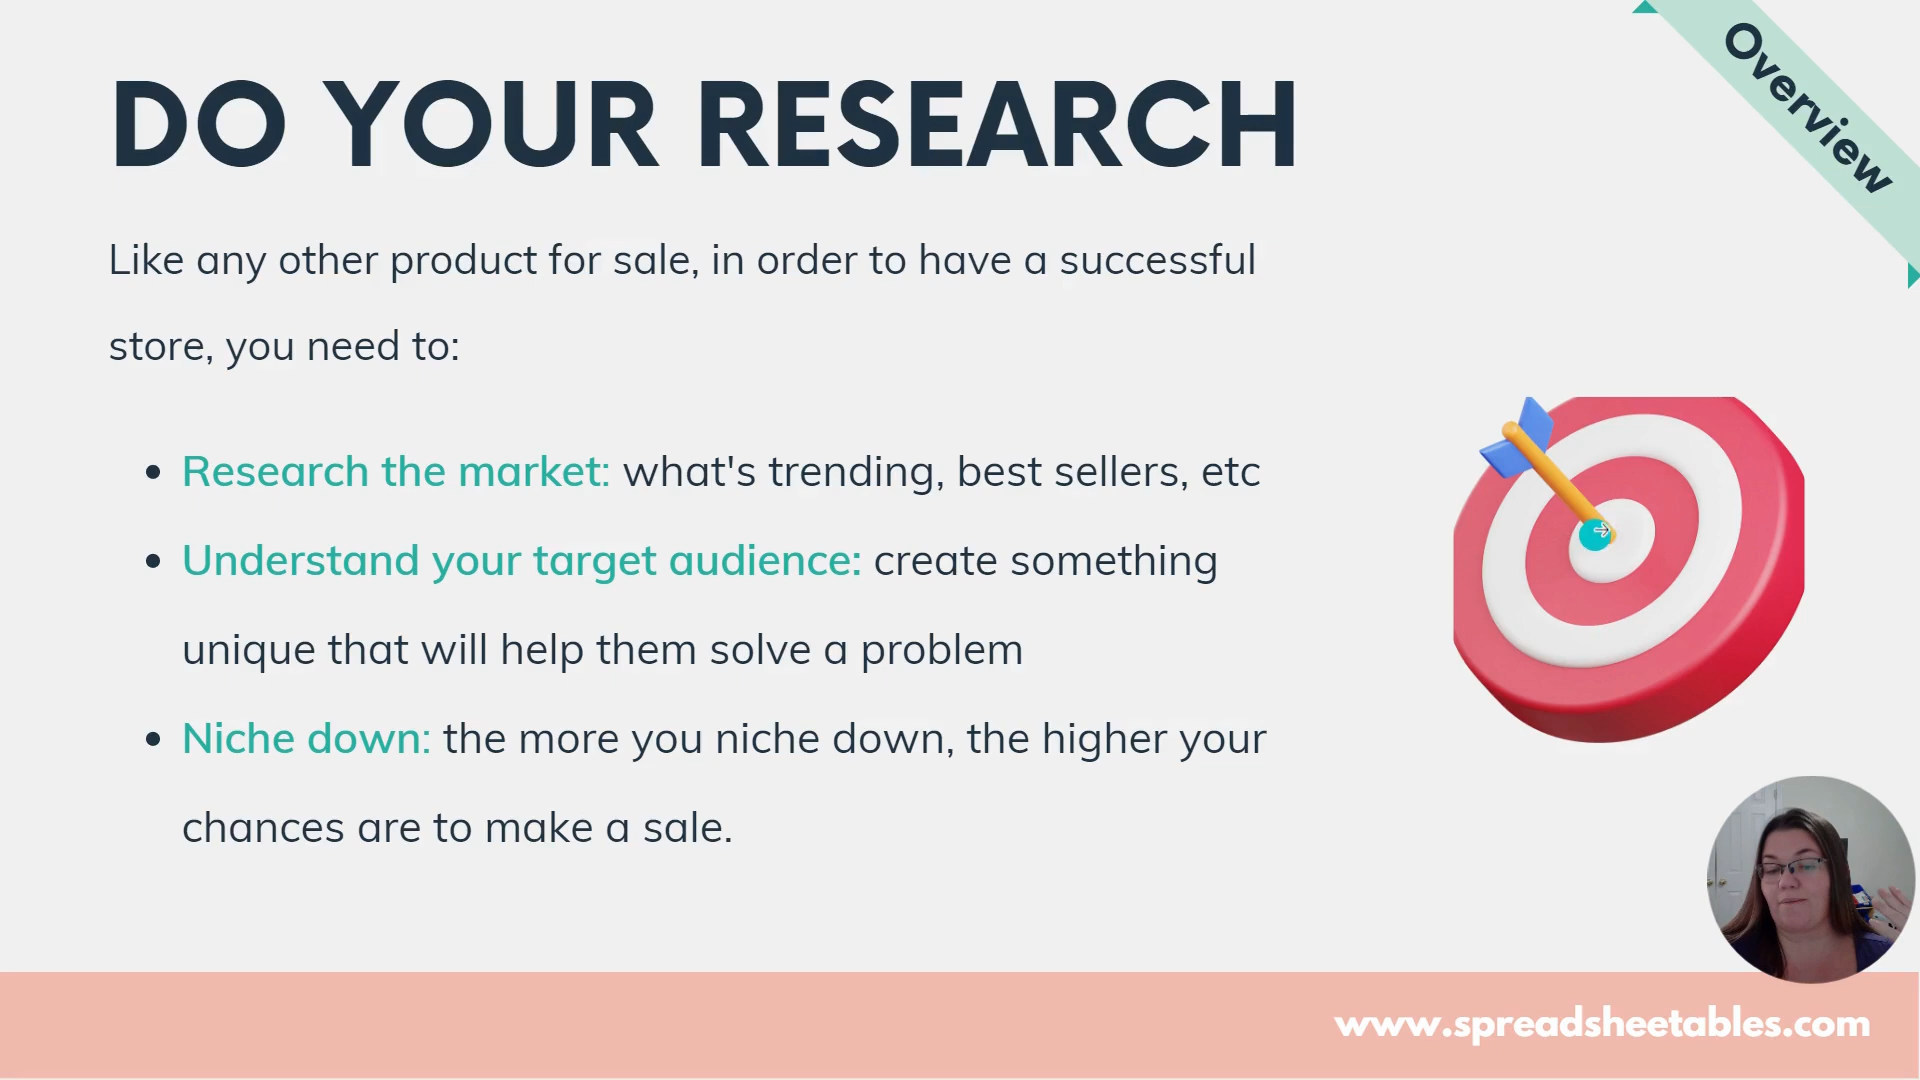 DO YOUR RESEARCH
Overview
Like any other product for sale, in order to have a successful
store, you need to:
• Research the market: what's trending, best sellers, etc
• Understand your target audience: create something
unique that will help them solve a problem
• Niche down: the more you niche down, the higher your
chances are to make a sale.
www.spreadsheetables.com